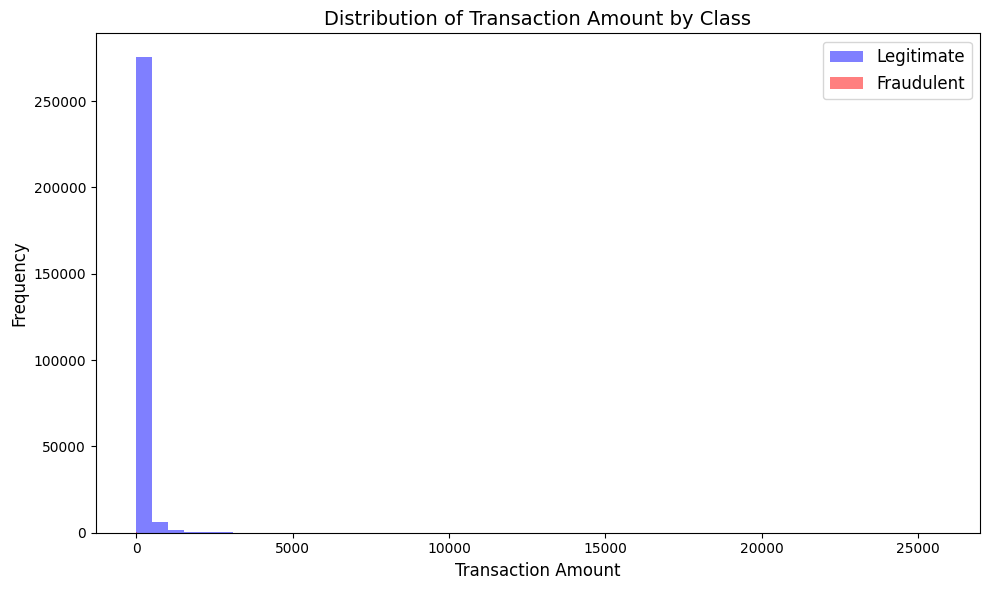 Distribution of Transaction Amount by Class
Legitimate
Fraudulent
250000
200000
150000
100000
50000
0
Frequency
0 5000 10000 15000 20000 25000
Transaction Amount